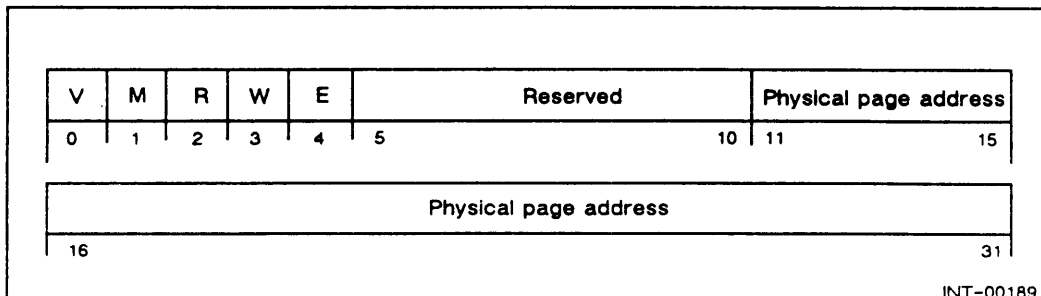 V M R W E Reserved Physical page address
0 1 2 3 4 5 10 11 15
Physical page address
16 31
INT-00189